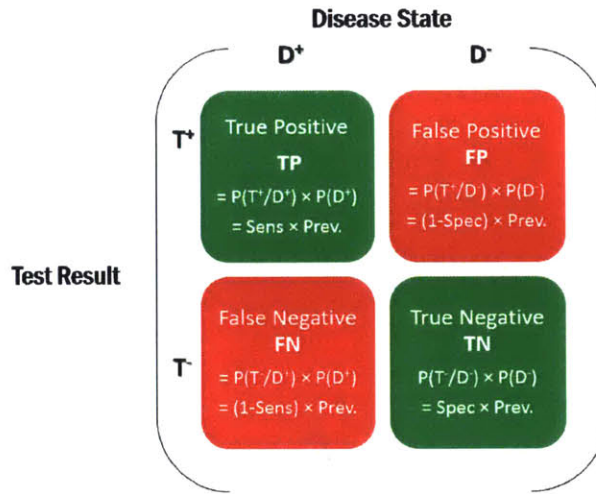 Disease State
D⁺ D⁻
T⁺
True Positive
TP
= P(T⁺/D⁺) × P(D⁺)
= Sens × Prev.
False Positive
FP
= P(T⁺/D⁻) × P(D⁻)
= (1-Spec) × Prev.
Test Result
T⁻
False Negative
FN
= P(T⁻/D⁺) × P(D⁺)
= (1-Sens) × Prev.
True Negative
TN
P(T⁻/D⁻) × P(D⁻)
= Spec × Prev.